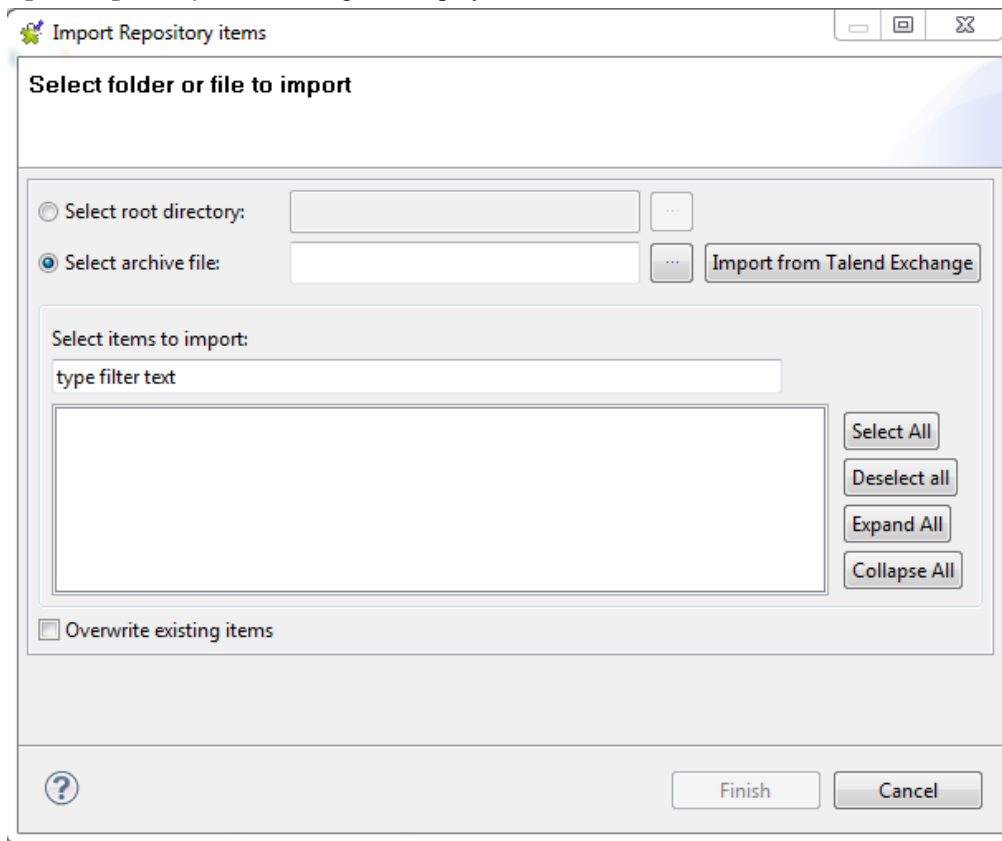 Import Repository items
Select folder or file to import
Select root directory:
...
Select archive file:
...
Import from Talend Exchange
Select items to import:
type filter text
Select All
Deselect all
Expand All
Collapse All
Overwrite existing items
?
Finish
Cancel